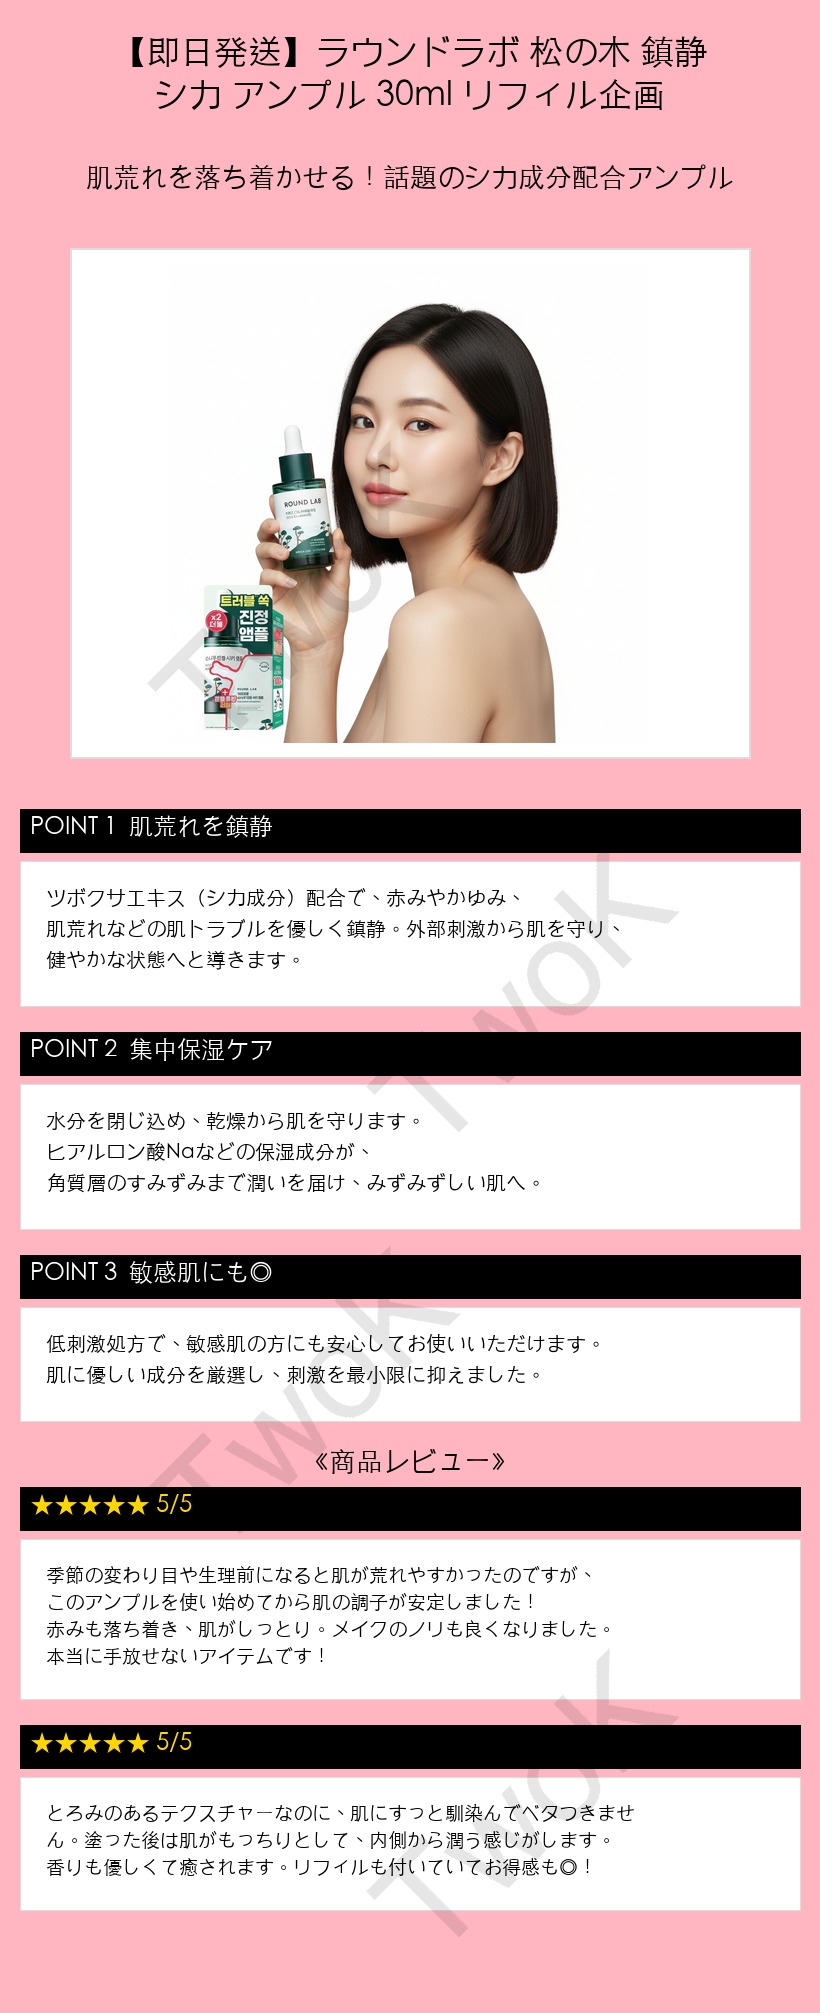 【即日発送】ラウンドラボ 松の木 鎮静
シカ アンプル 30ml リフィル企画
肌荒れを落ち着かせる！話題のシカ成分配合アンプル
ROUND LAB
트러블 쏙
x2
더블
진정
앰플
ROUND LAB
POINT 1 肌荒れを鎮静
ツボクサエキス（シカ成分）配合で、赤みやかゆみ、
肌荒れなどの肌トラブルを優しく鎮静。外部刺激から肌を守り、
健やかな状態へと導きます。
POINT 2 集中保湿ケア
水分を閉じ込め、乾燥から肌を守ります。
ヒアルロン酸Naなどの保湿成分が、
角質層のすみずみまで潤いを届け、みずみずしい肌へ。
POINT 3 敏感肌にも◎
低刺激処方で、敏感肌の方にも安心してお使いいただけます。
肌に優しい成分を厳選し、刺激を最小限に抑えました。
《商品レビュー》
★★★★★ 5/5
季節の変わり目や生理前になると肌が荒れやすかったのですが、
このアンプルを使い始めてから肌の調子が安定しました！
赤みも落ち着き、肌がしっとり。メイクのノリも良くなりました。
本当に手放せないアイテムです！
★★★★★ 5/5
とろみのあるテクスチャーなのに、肌にすっと馴染んでベタつきませ
ん。塗った後は肌がもっちりとして、内側から潤う感じがします。
香りも優しくて癒されます。リフィルも付いていてお得感も◎！
TwoK
TwoK
TwoK
TwoK